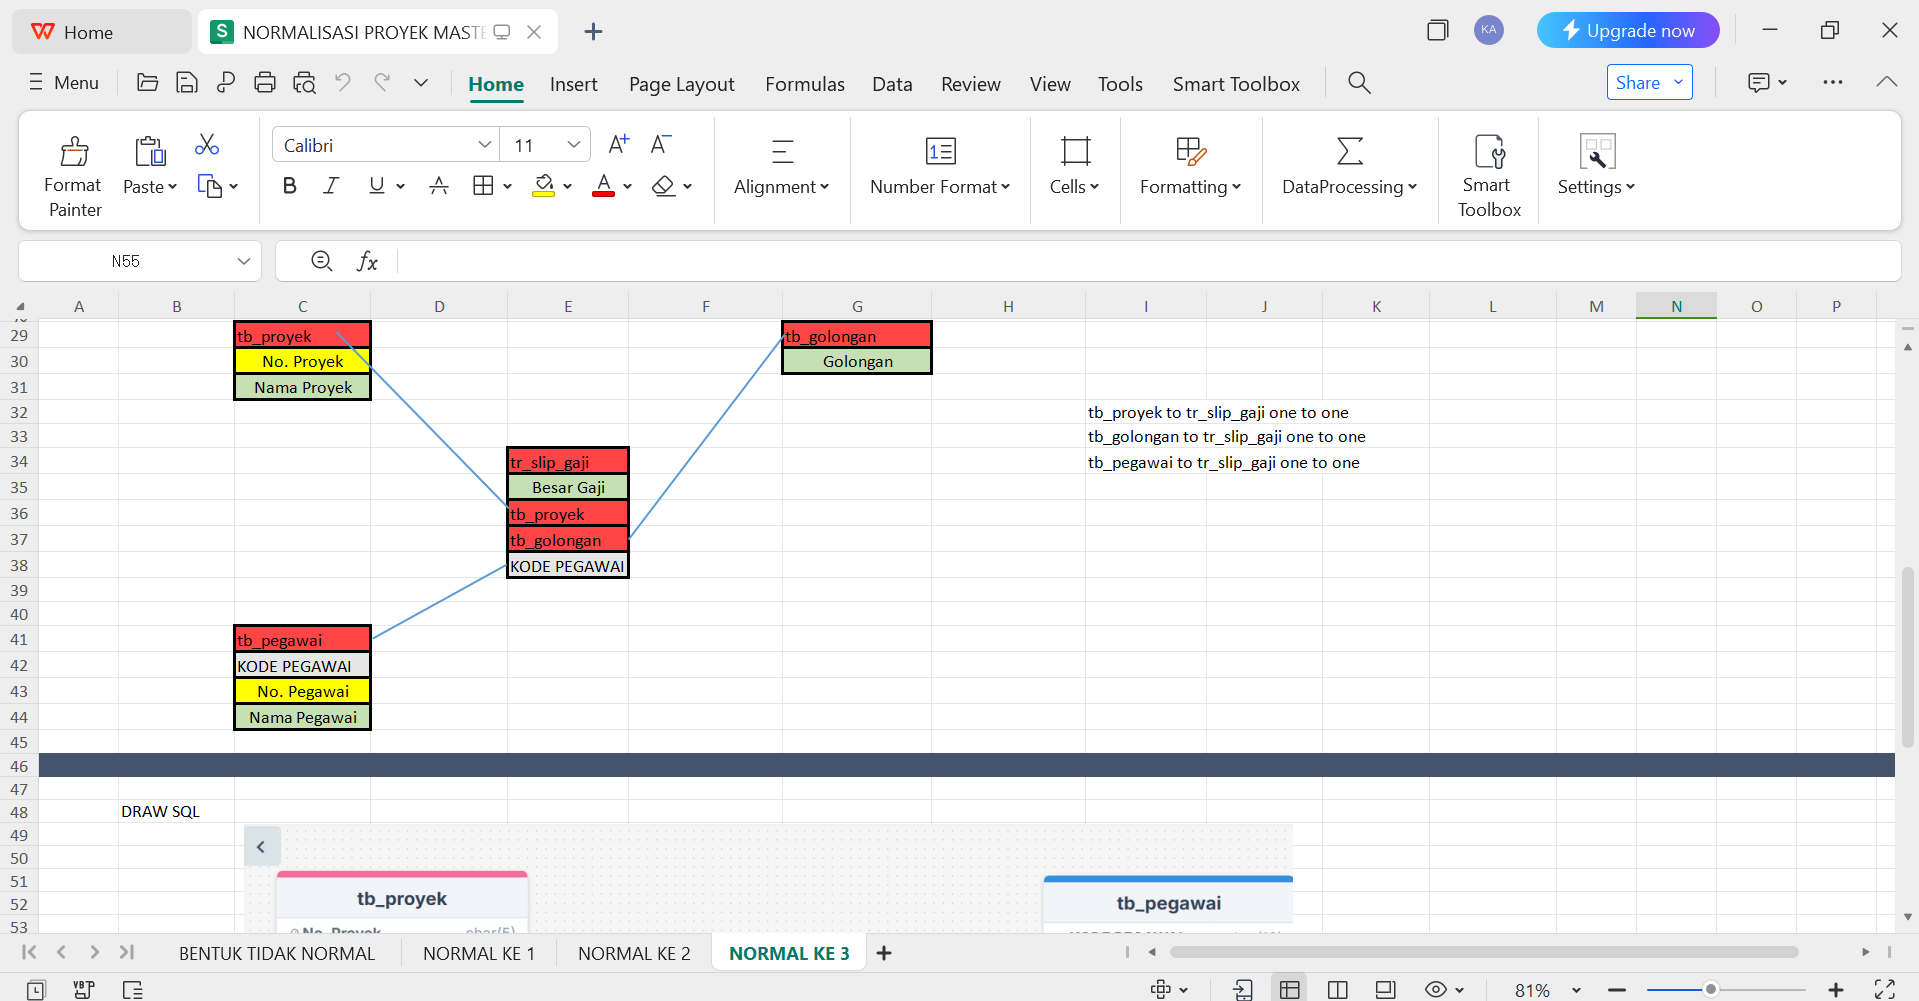 Home
NORMALISASI PROYEK MASTE
KA
Upgrade now
Menu
Home Insert Page Layout Formulas Data Review View Tools Smart Toolbox
Share
Format Painter
Paste
Calibri
11
Alignment
Number Format
Cells
Formatting
DataProcessing
Smart Toolbox
Settings
N55
A B C D E F G H I J K L M N O P
29 tb_proyek tb_golongan
30 No. Proyek Golongan
31 Nama Proyek
32 tb_proyek to tr_slip_gaji one to one
33 tb_golongan to tr_slip_gaji one to one
34 tr_slip_gaji tb_pegawai to tr_slip_gaji one to one
35 Besar Gaji
36 tb_proyek
37 tb_golongan
38 KODE PEGAWAI
39
40
41 tb_pegawai
42 KODE PEGAWAI
43 No. Pegawai
44 Nama Pegawai
45
46
47
48 DRAW SQL
49
50
51
52 tb_proyek tb_pegawai
53 No_Proyek char(5)
BENTUK TIDAK NORMAL NORMAL KE 1 NORMAL KE 2 NORMAL KE 3
81%